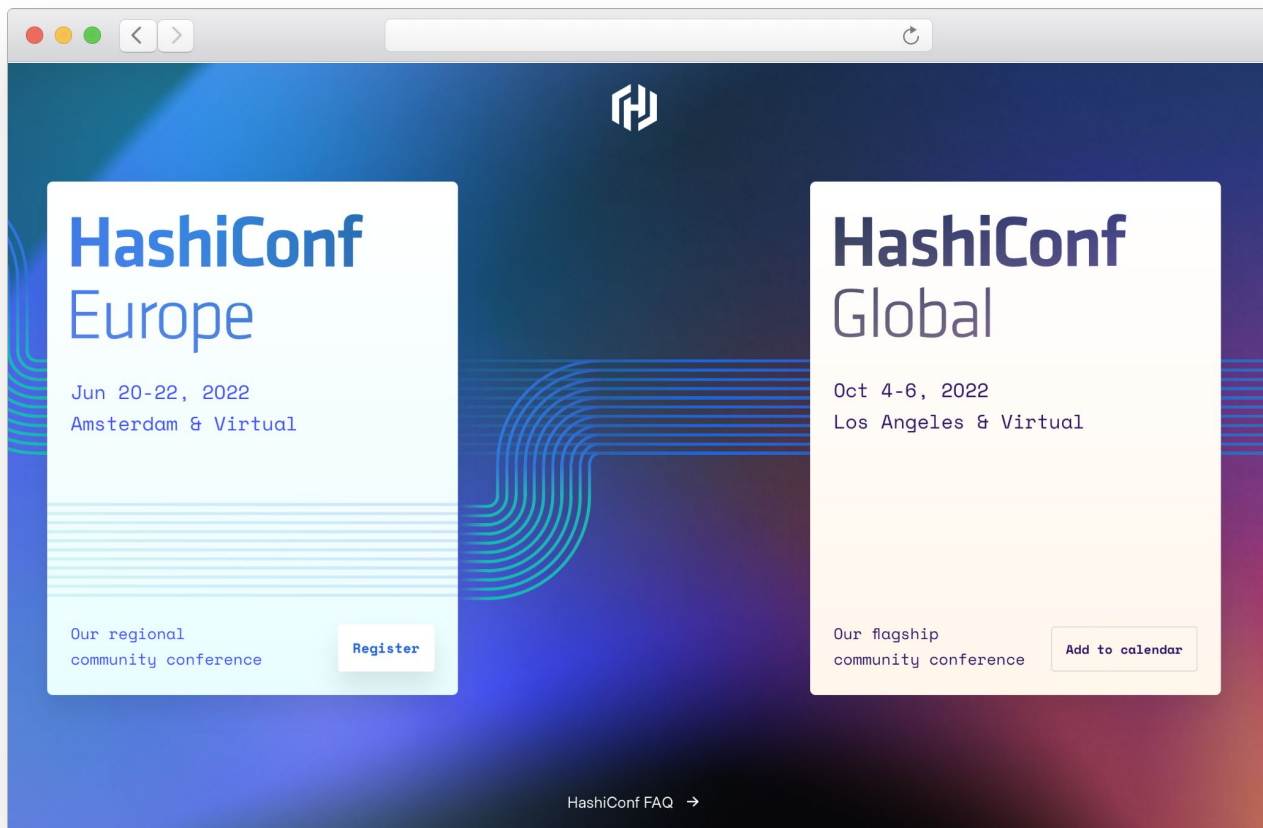 HashiConf
Europe
Jun 20-22, 2022
Amsterdam & Virtual
Our regional
community conference
Register
HashiConf
Global
Oct 4-6, 2022
Los Angeles & Virtual
Our flagship
community conference
Add to calendar
HashiConf FAQ →